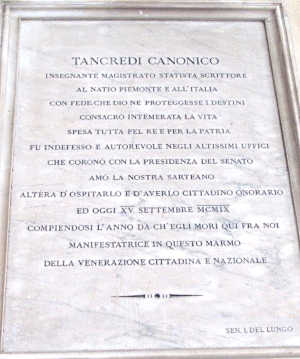 TANCREDI CANONICO
INSEGNANTE MAGISTRATO STATISTA SCRITTORE
AL NATIO PIEMONTE E ALL'ITALIA
CON FEDE·CHE DIO NE PROTEGGESSE I DESTINI
CONSACRÒ INTEMERATA LA VITA
SPESA TUTTA PEL RE E PER LA PATRIA
FU INDEFESSO E AUTOREVOLE NEGLI ALTISSIMI UFFICI
CHE CORONÒ CON LA PRESIDENZA DEL SENATO
AMÒ LA NOSTRA SARTEANO
ALTÈRA D'OSPITARLO E D'AVERLO CITTADINO ONORARIO
ED OGGI XV SETTEMBRE MCMIX
COMPIENDOSI L'ANNO DA CH'EGLI MORÌ QUI FRA NOI
MANIFESTATRICE IN QUESTO MARMO
DELLA VENERAZIONE CITTADINA E NAZIONALE
SEN. I. DEL LUNGO